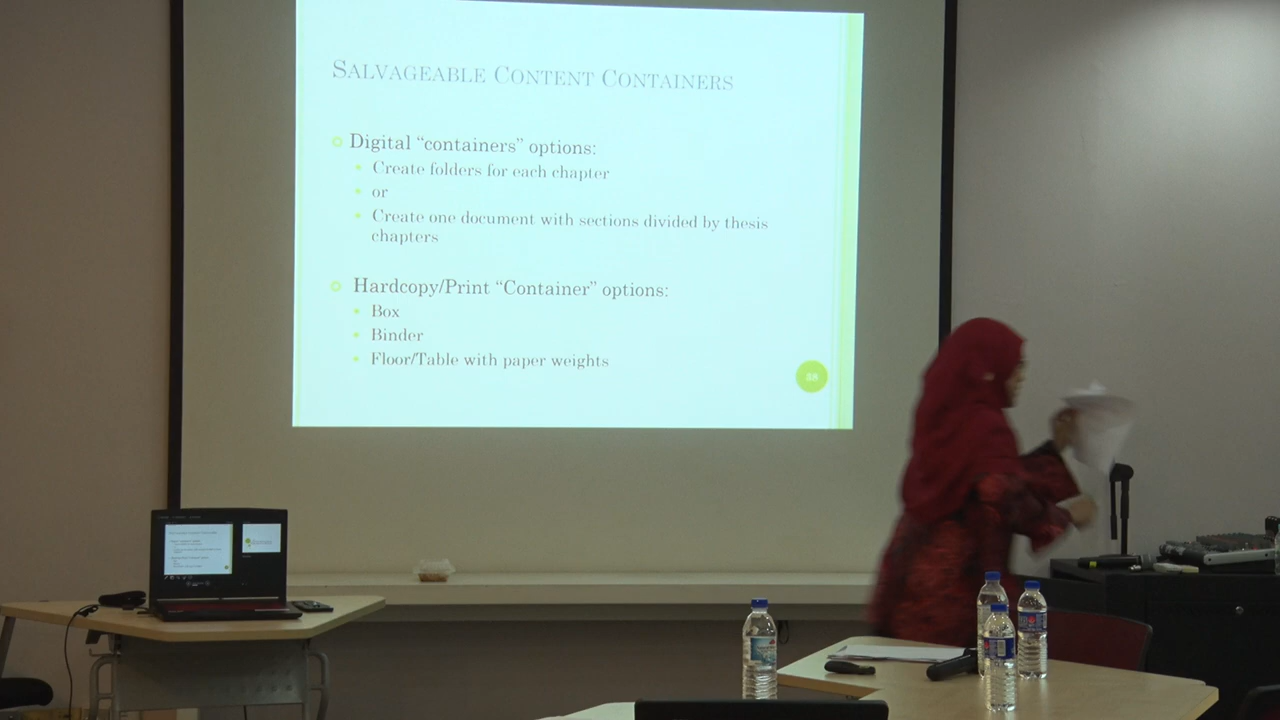 SALVAGEABLE CONTENT CONTAINERS
Digital “containers” options:
Create folders for each chapter
or
Create one document with sections divided by thesis
chapters
Hardcopy/Print “Container” options:
Box
Binder
Floor/Table with paper weights
38